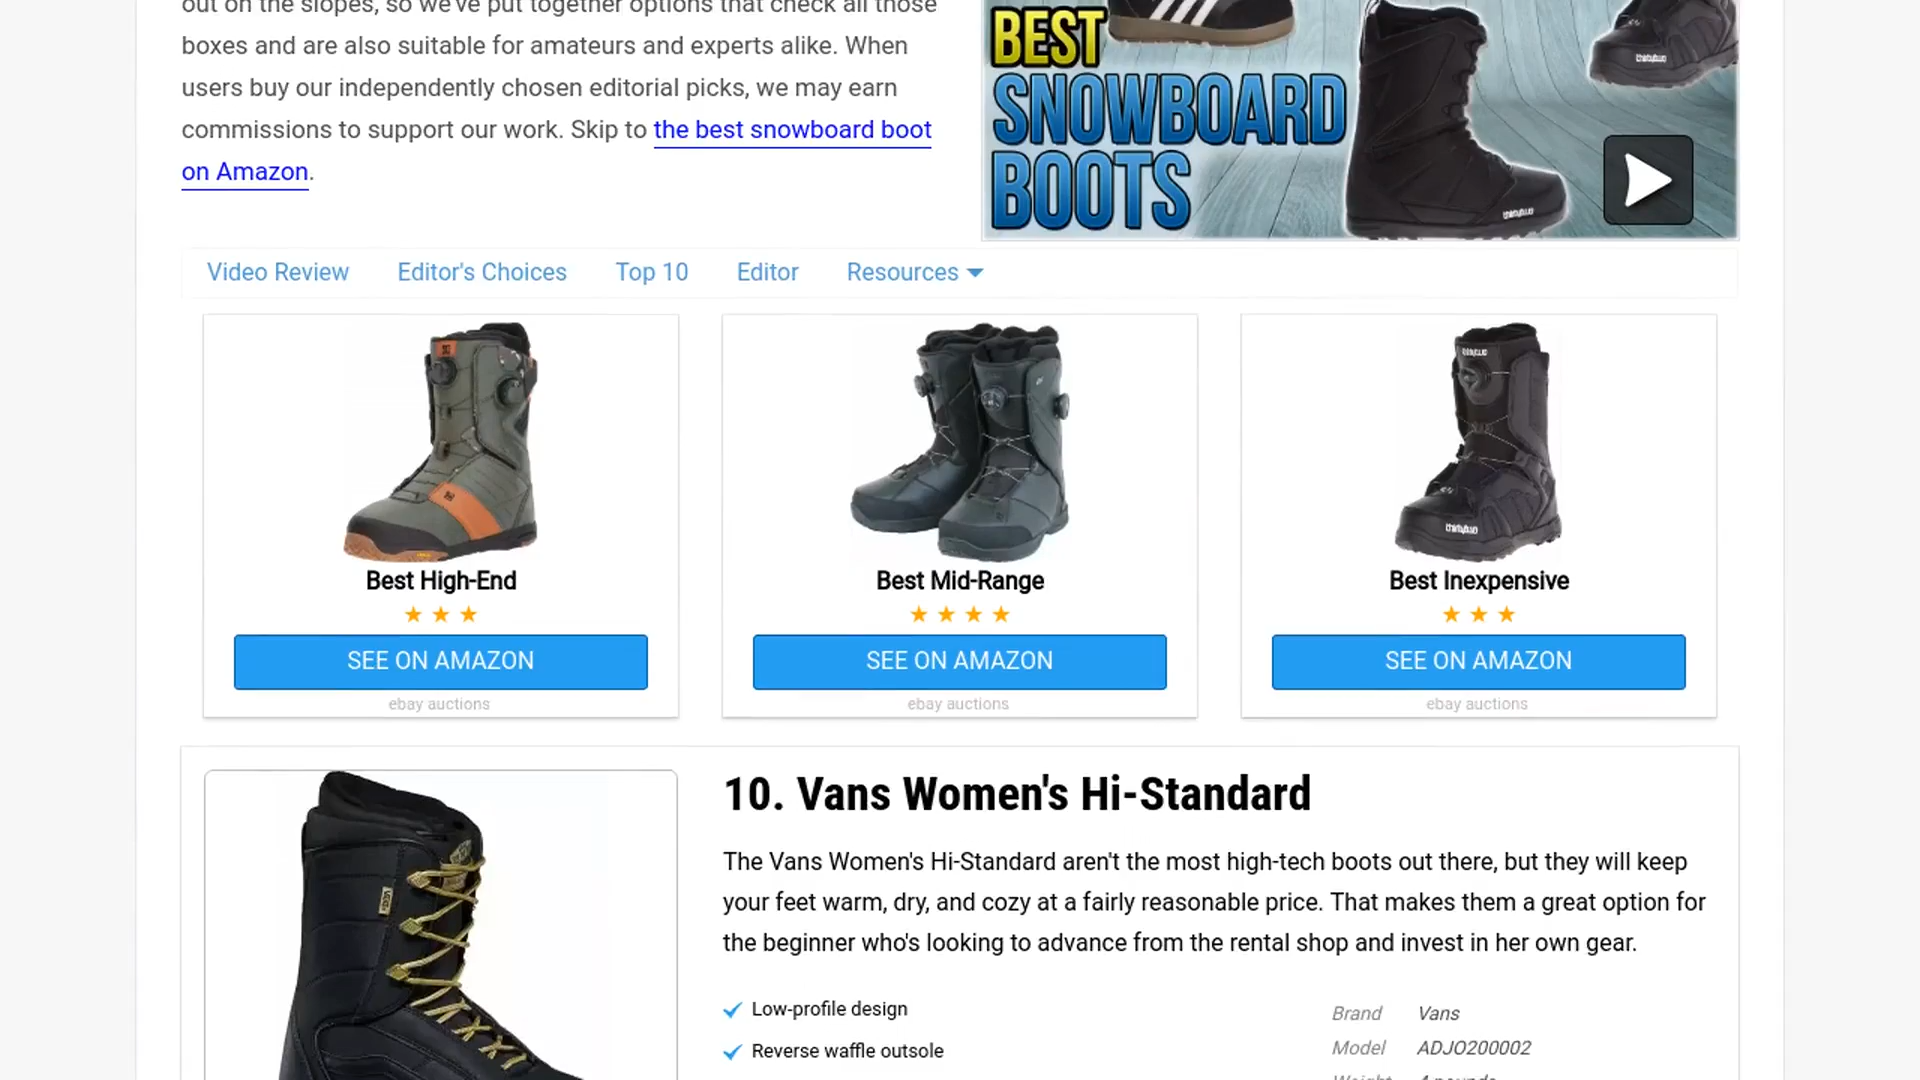 out on the slopes, so we've put together options that check all those
boxes and are also suitable for amateurs and experts alike. When
users buy our independently chosen editorial picks, we may earn
commissions to support our work. Skip to the best snowboard boot
on Amazon.
BEST
SNOWBOARD
BOOTS
thirtytwo
thirtytwo
Video Review Editor's Choices Top 10 Editor Resources
thirtytwo
thirtytwo
Best High-End Best Mid-Range Best Inexpensive
SEE ON AMAZON SEE ON AMAZON SEE ON AMAZON
ebay auctions ebay auctions ebay auctions
10. Vans Women's Hi-Standard
The Vans Women's Hi-Standard aren't the most high-tech boots out there, but they will keep
your feet warm, dry, and cozy at a fairly reasonable price. That makes them a great option for
the beginner who's looking to advance from the rental shop and invest in her own gear.
Low-profile design
Reverse waffle outsole
Brand Vans
Model ADJO200002
Weight 4 pounds